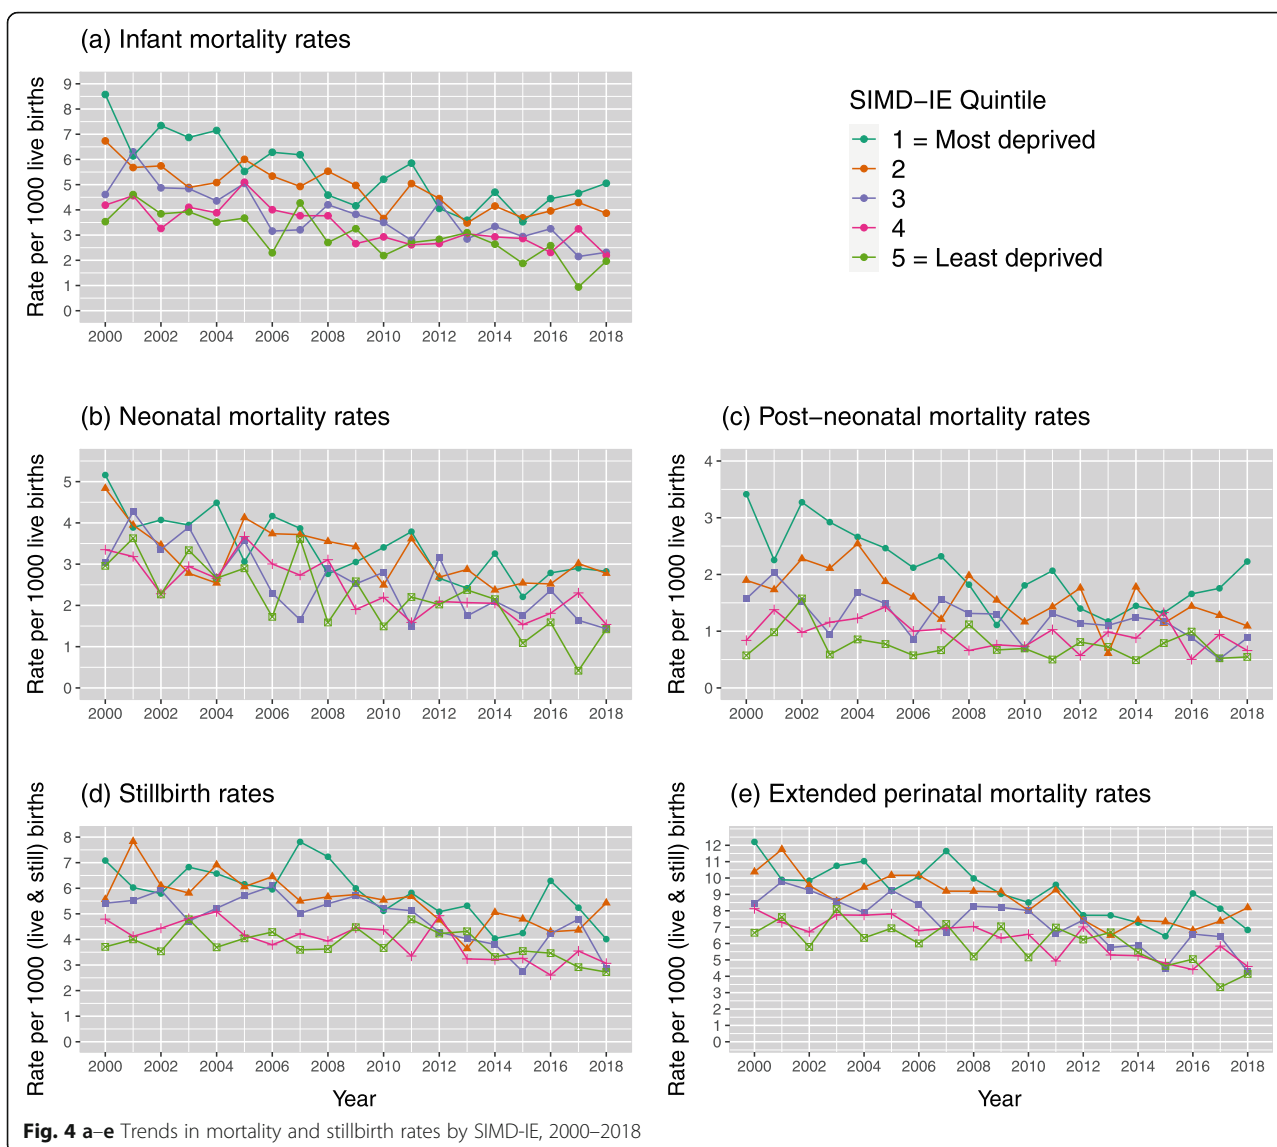 (a) Infant mortality rates
Rate per 1000 live births
9
8
7
6
5
4
3
2
1
0
2000 2002 2004 2006 2008 2010 2012 2014 2016 2018
SIMD−IE Quintile
1 = Most deprived
2
3
4
5 = Least deprived
(b) Neonatal mortality rates
Rate per 1000 live births
5
4
3
2
1
0
2000 2002 2004 2006 2008 2010 2012 2014 2016 2018
(c) Post−neonatal mortality rates
Rate per 1000 live births
4
3
2
1
0
2000 2002 2004 2006 2008 2010 2012 2014 2016 2018
(d) Stillbirth rates
Rate per 1000 (live & still) births
8
7
6
5
4
3
2
1
0
2000 2002 2004 2006 2008 2010 2012 2014 2016 2018
Year
(e) Extended perinatal mortality rates
Rate per 1000 (live & still) births
12
11
10
9
8
7
6
5
4
3
2
1
0
2000 2002 2004 2006 2008 2010 2012 2014 2016 2018
Year
Fig. 4 a–e Trends in mortality and stillbirth rates by SIMD-IE, 2000–2018